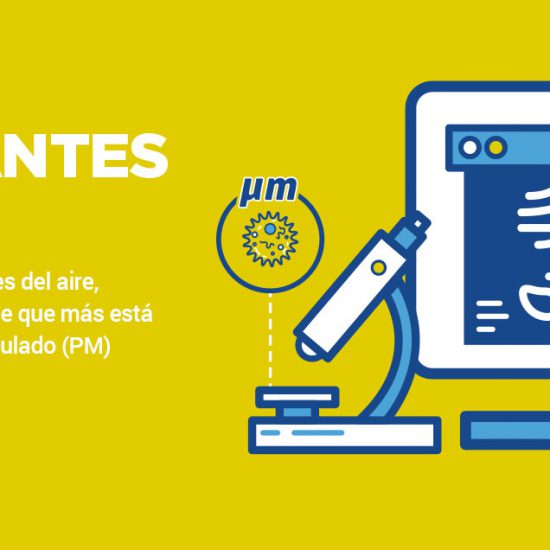 ANTES
µm
es del aire,
e que más está
ulado (PM)